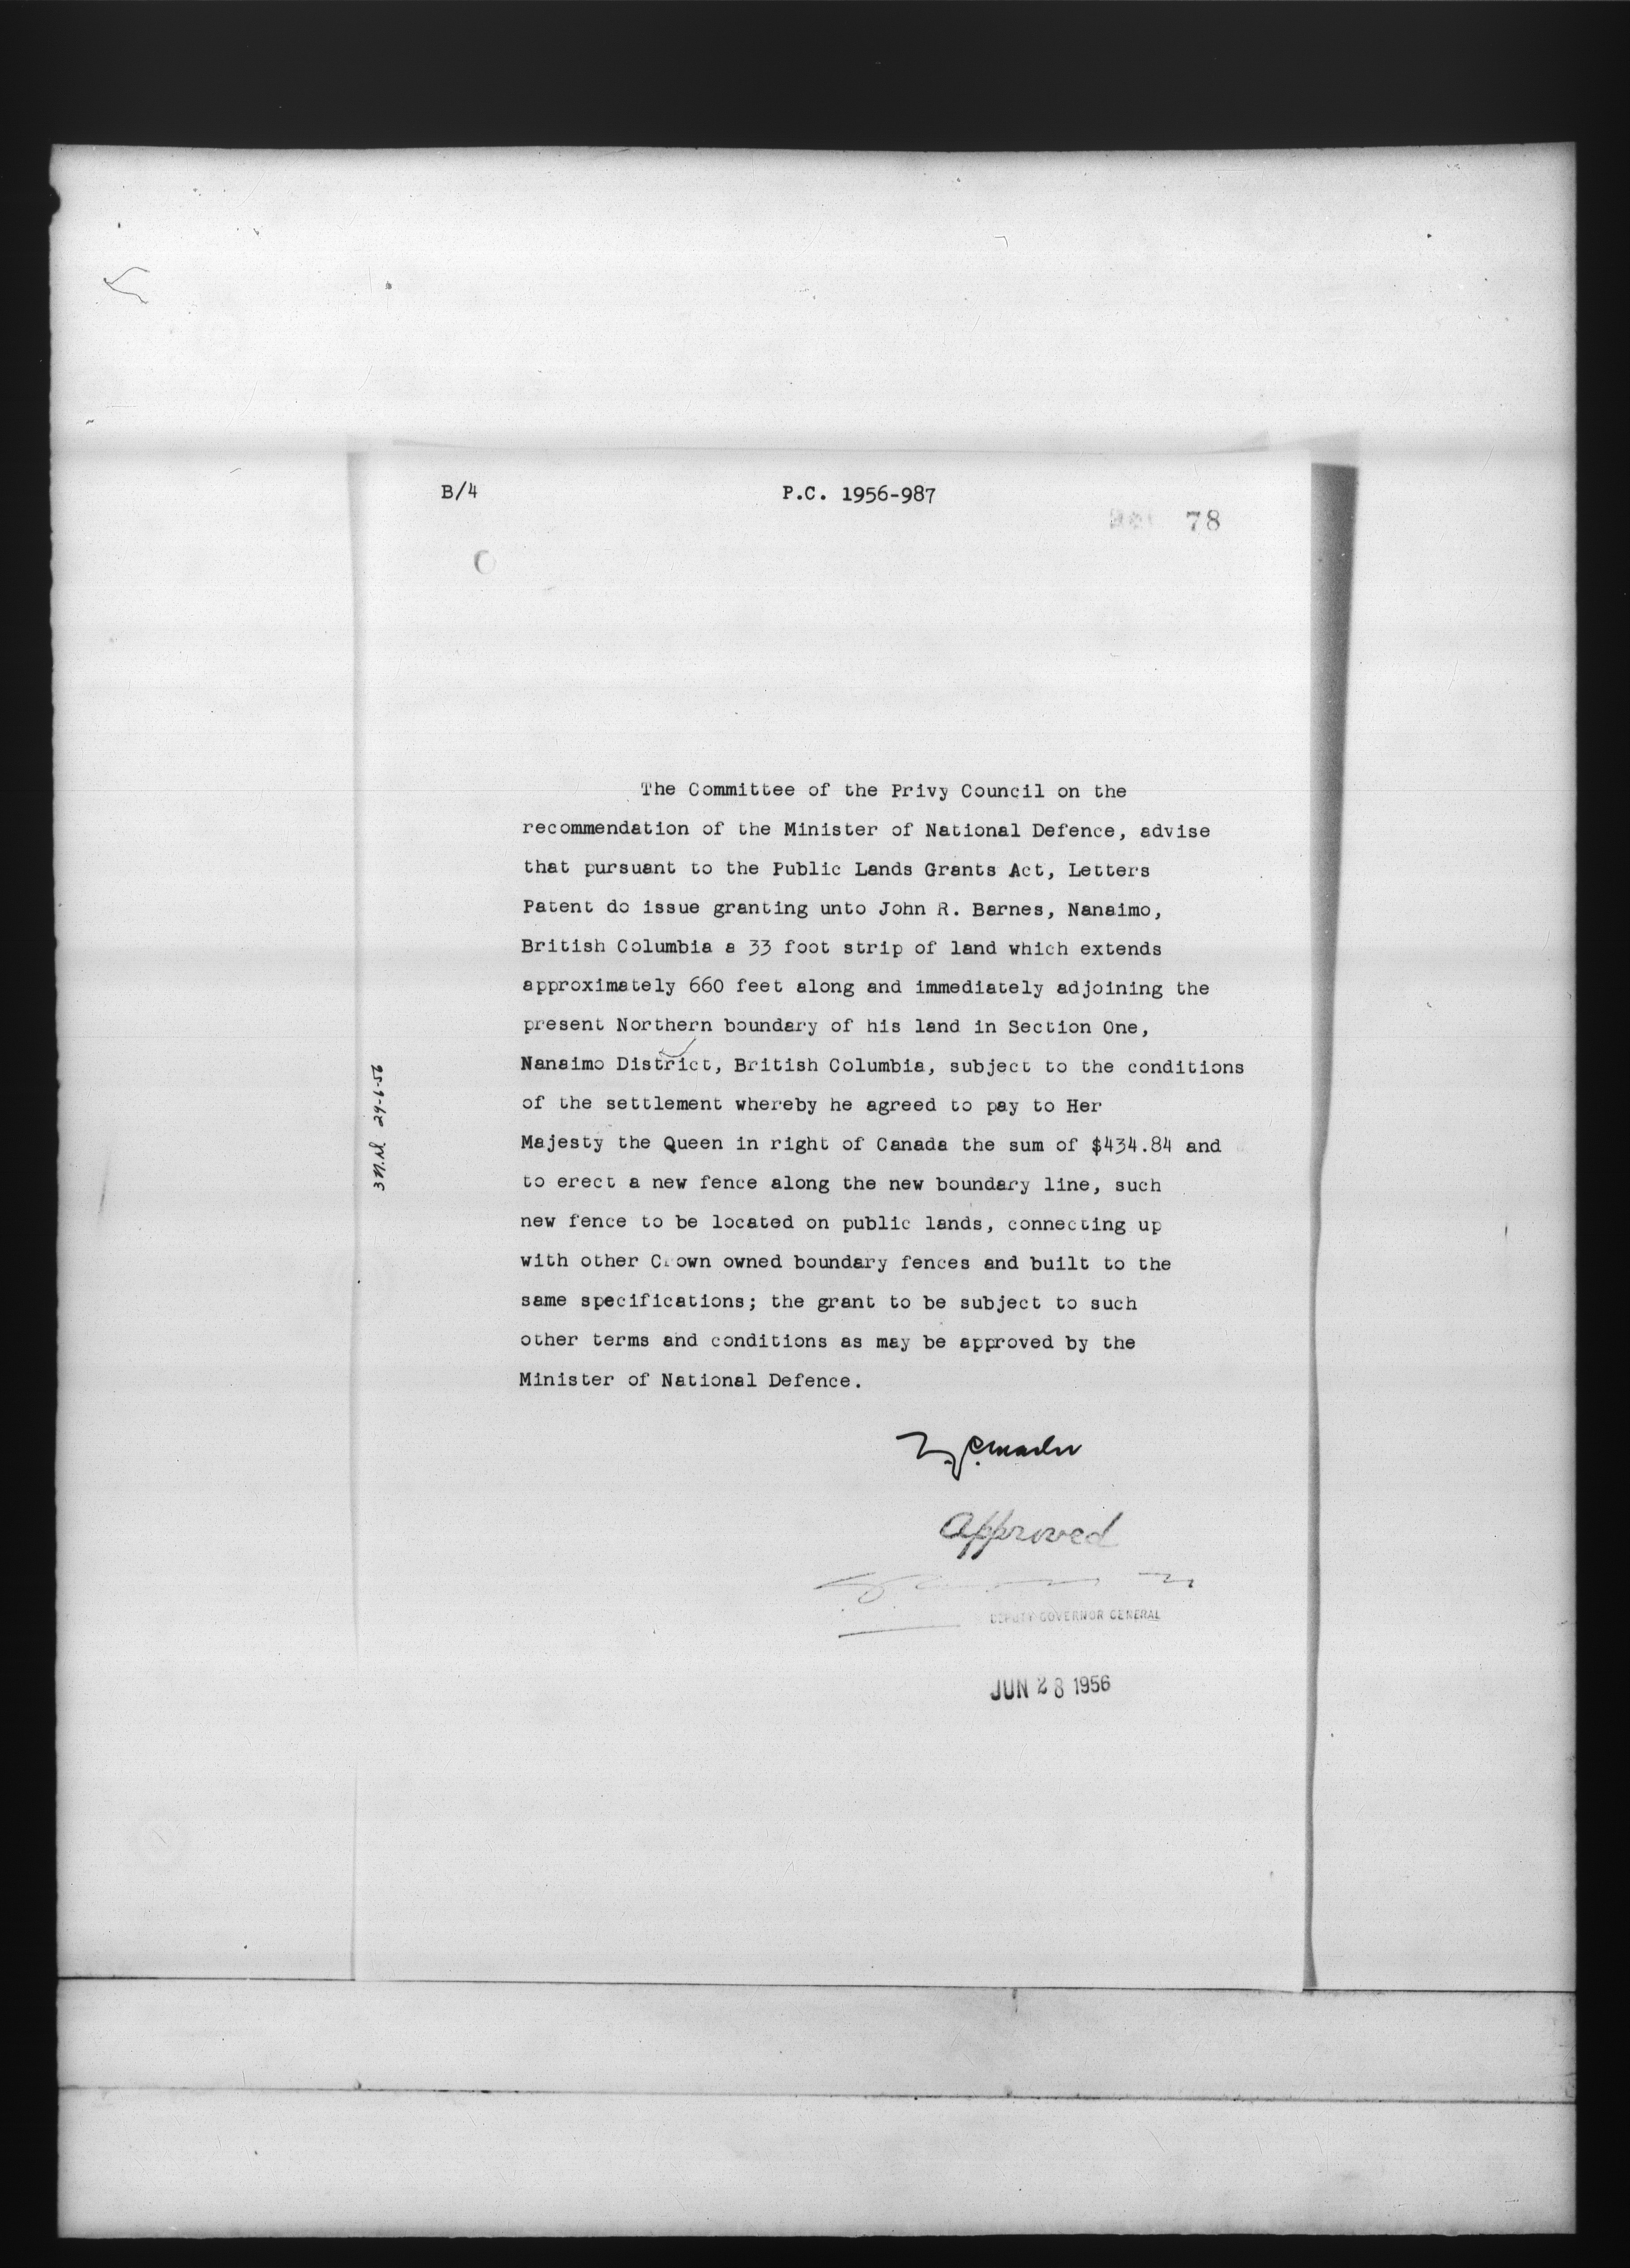 B/4
P.C. 1956-987
78
The Committee of the Privy Council on the
recommendation of the Minister of National Defence, advise
that pursuant to the Public Lands Grants Act, Letters
Patent do issue granting unto John R. Barnes, Nanaimo,
British Columbia a 33 foot strip of land which extends
approximately 660 feet along and immediately adjoining the
present Northern boundary of his land in Section One,
Nanaimo District, British Columbia, subject to the conditions
of the settlement whereby he agreed to pay to Her
Majesty the Queen in right of Canada the sum of $434.84 and
to erect a new fence along the new boundary line, such
new fence to be located on public lands, connecting up
with other Crown owned boundary fences and built to the
same specifications; the grant to be subject to such
other terms and conditions as may be approved by the
Minister of National Defence.
Approved
DEPUTY GOVERNOR GENERAL
JUN 28 1956
29-6-56